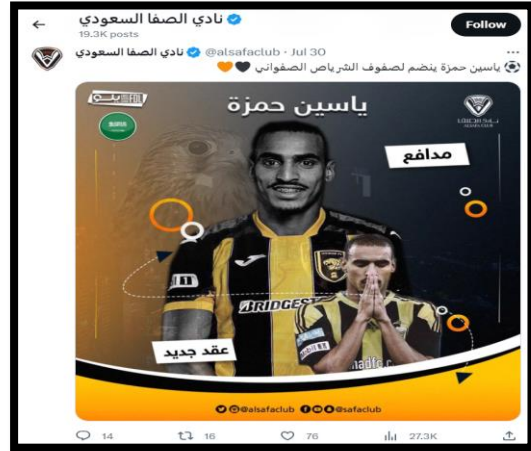 نادي الصفا السعودي
19.3K posts
Follow
نادي الصفا السعودي @alsafaclub · Jul 30
ياسين حمزة ينضم لصفوف الشرياص الصفواني
ياسين حمزة
مدافع
BRIDGES
عقد جديد
@alsafaclub @safaclub
14 16 76 27.3K